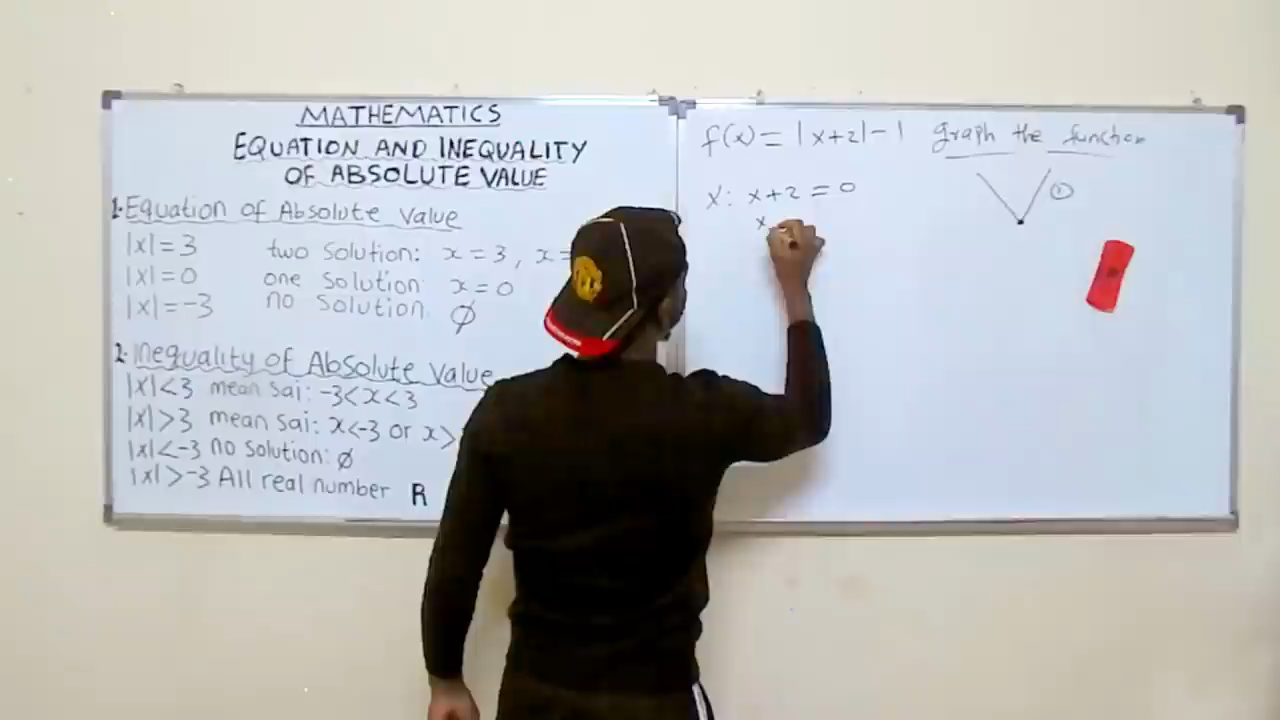 MATHEMATICS
EQUATION AND INEQUALITY
OF ABSOLUTE VALUE
1. Equation of Absolute Value
|x|=3 two solution: x=3, x=
|x|=0 one solution x=0
|x|=-3 no solution ∅
2. Inequality of Absolute Value
|x|<3 mean sai: -3<x<3
|x|>3 mean sai: x<-3 or x>
|x|<-3 no solution: ∅
|x|>-3 All real number R
f(x)=|x+2|-1 graph the function
x: x+2=0
x
1